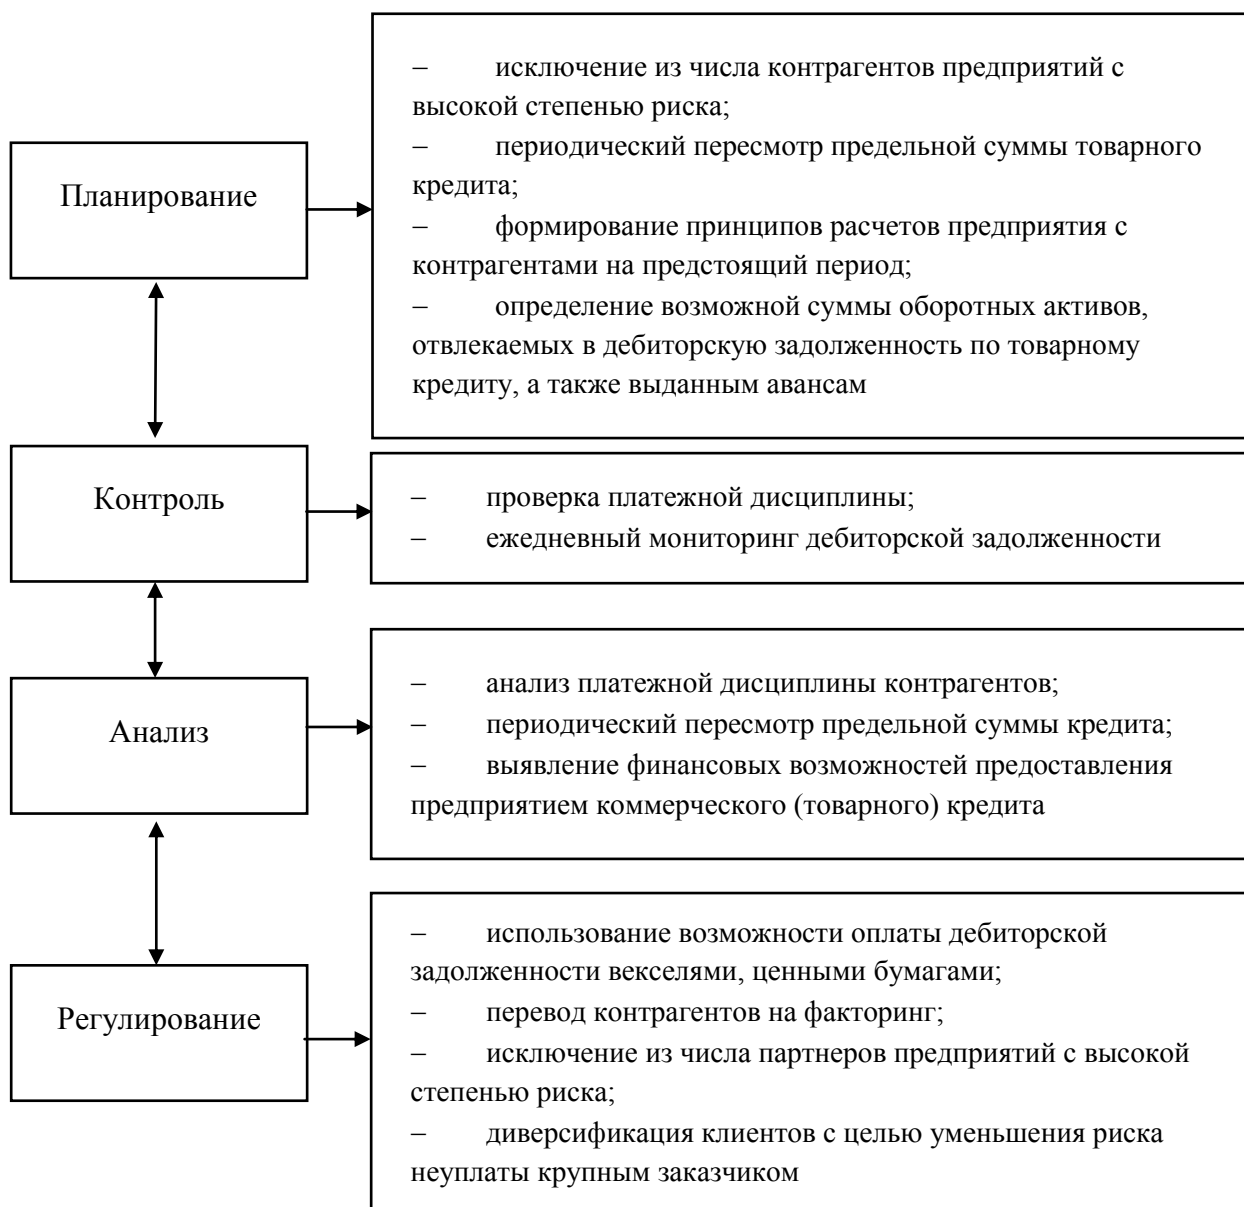 Планирование
– исключение из числа контрагентов предприятий с
высокой степенью риска;
– периодический пересмотр предельной суммы товарного
кредита;
– формирование принципов расчетов предприятия с
контрагентами на предстоящий период;
– определение возможной суммы оборотных активов,
отвлекаемых в дебиторскую задолженность по товарному
кредиту, а также выданным авансам
Контроль
– проверка платежной дисциплины;
– ежедневный мониторинг дебиторской задолженности
Анализ
– анализ платежной дисциплины контрагентов;
– периодический пересмотр предельной суммы кредита;
– выявление финансовых возможностей предоставления
предприятием коммерческого (товарного) кредита
Регулирование
– использование возможности оплаты дебиторской
задолженности векселями, ценными бумагами;
– перевод контрагентов на факторинг;
– исключение из числа партнеров предприятий с высокой
степенью риска;
– диверсификация клиентов с целью уменьшения риска
неуплаты крупным заказчиком